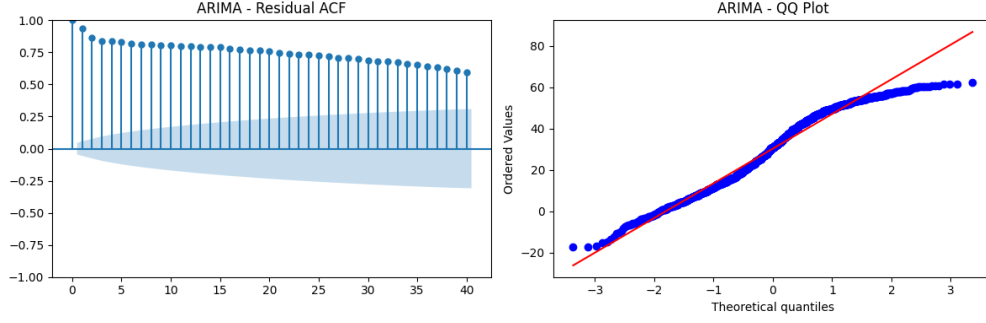 ARIMA - Residual ACF
1.00
0.75
0.50
0.25
0.00
−0.25
−0.50
−0.75
−1.00
0 5 10 15 20 25 30 35 40
ARIMA - QQ Plot
Ordered Values
80
60
40
20
0
−20
−3 −2 −1 0 1 2 3
Theoretical quantiles